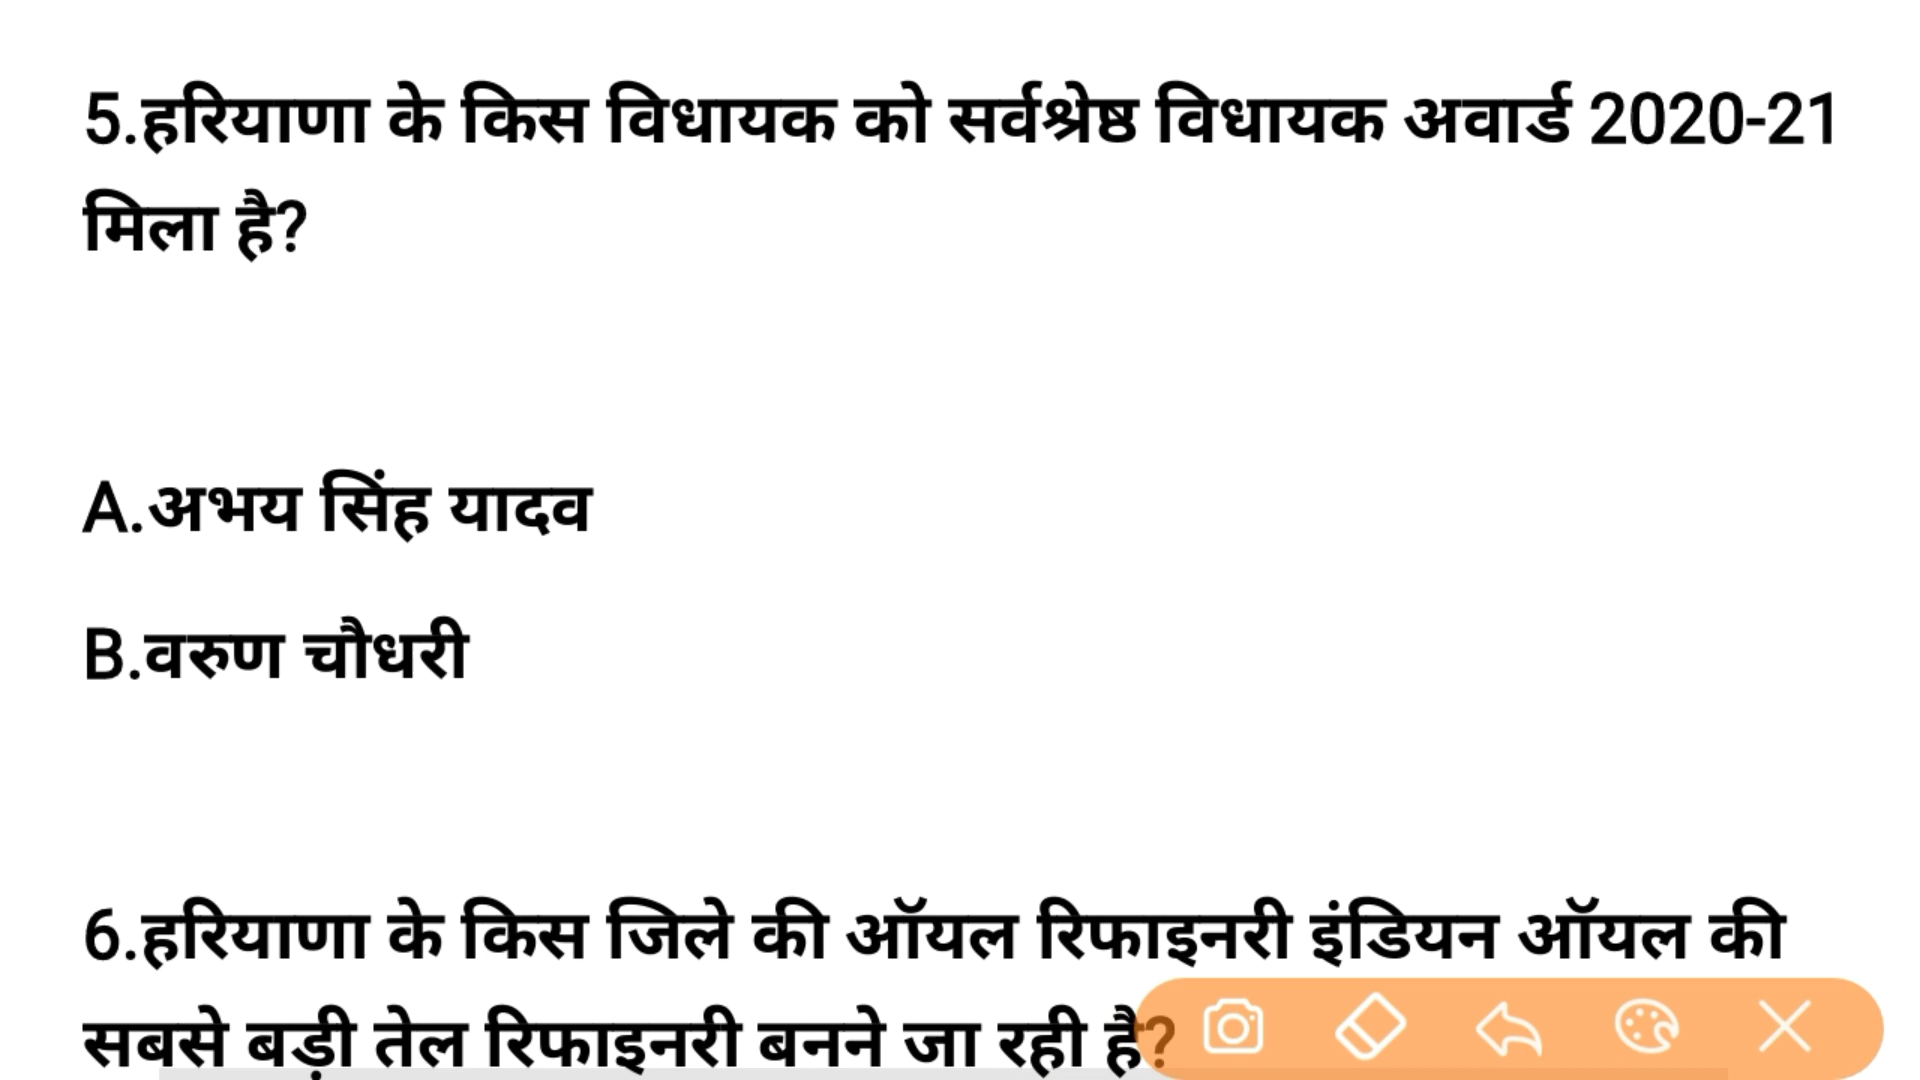 5.हरियाणा के किस विधायक को सर्वश्रेष्ठ विधायक अवार्ड 2020-21
मिला है?
A.अभय सिंह यादव
B.वरुण चौधरी
6.हरियाणा के किस जिले की ऑयल रिफाइनरी इंडियन ऑयल की
सबसे बड़ी तेल रिफाइनरी बनने जा रही है?